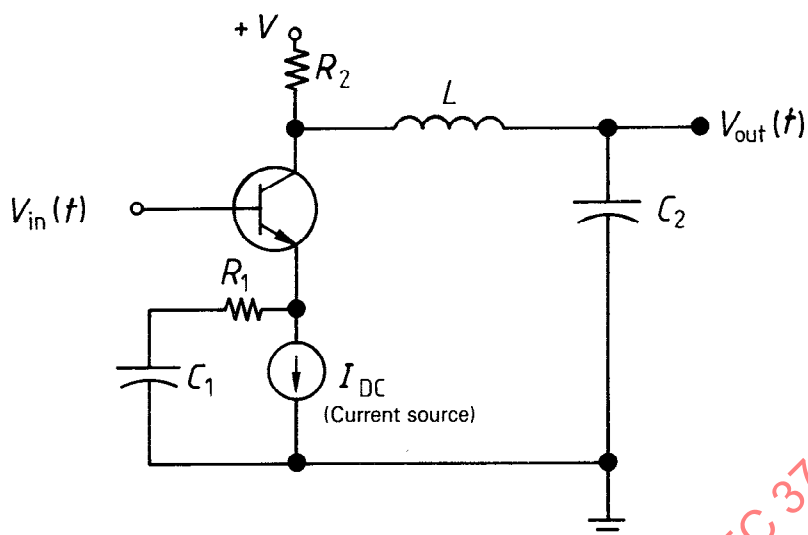 +V
R2
L
Vout(t)
Vin(t)
C2
R1
C1
IDC
(Current source)